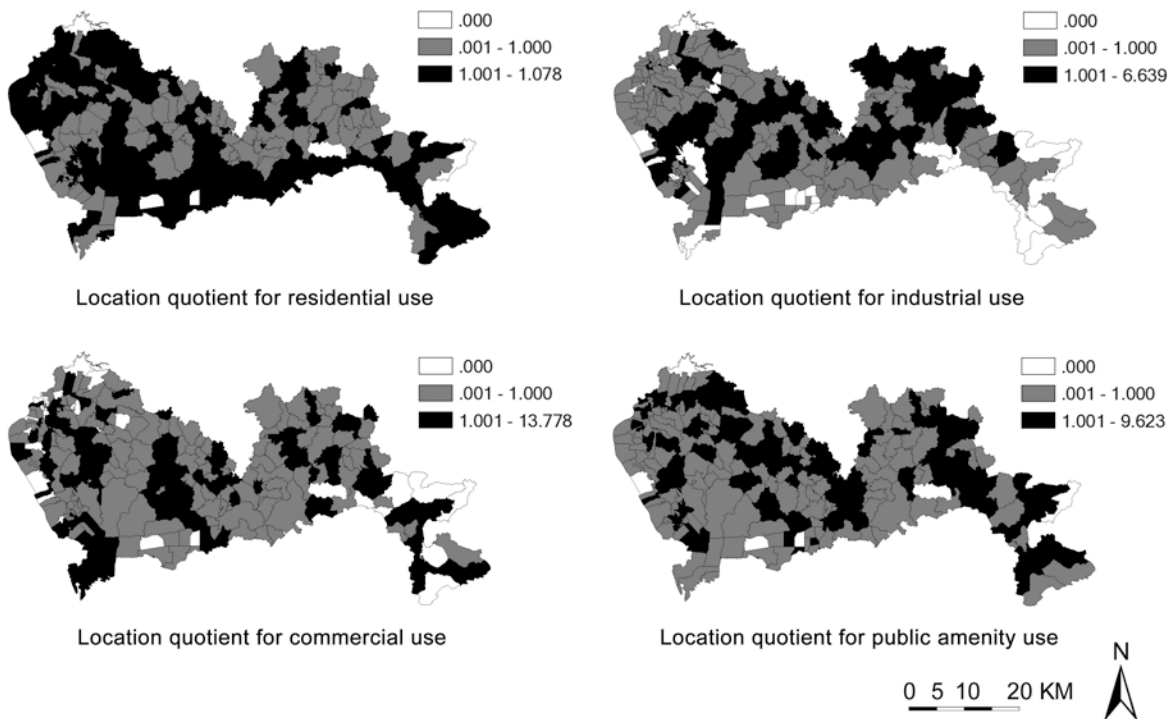 .000
.001 - 1.000
1.001 - 1.078
Location quotient for residential use
.000
.001 - 1.000
1.001 - 6.639
Location quotient for industrial use
.000
.001 - 1.000
1.001 - 13.778
Location quotient for commercial use
.000
.001 - 1.000
1.001 - 9.623
Location quotient for public amenity use
N
0 5 10 20 KM